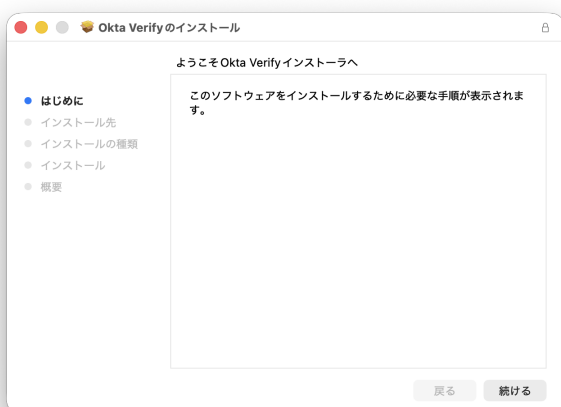 Okta Verifyのインストール
ようこそOkta Verifyインストーラへ
はじめに
インストール先
インストールの種類
インストール
概要
このソフトウェアをインストールするために必要な手順が表示されま
す。
戻る
続ける